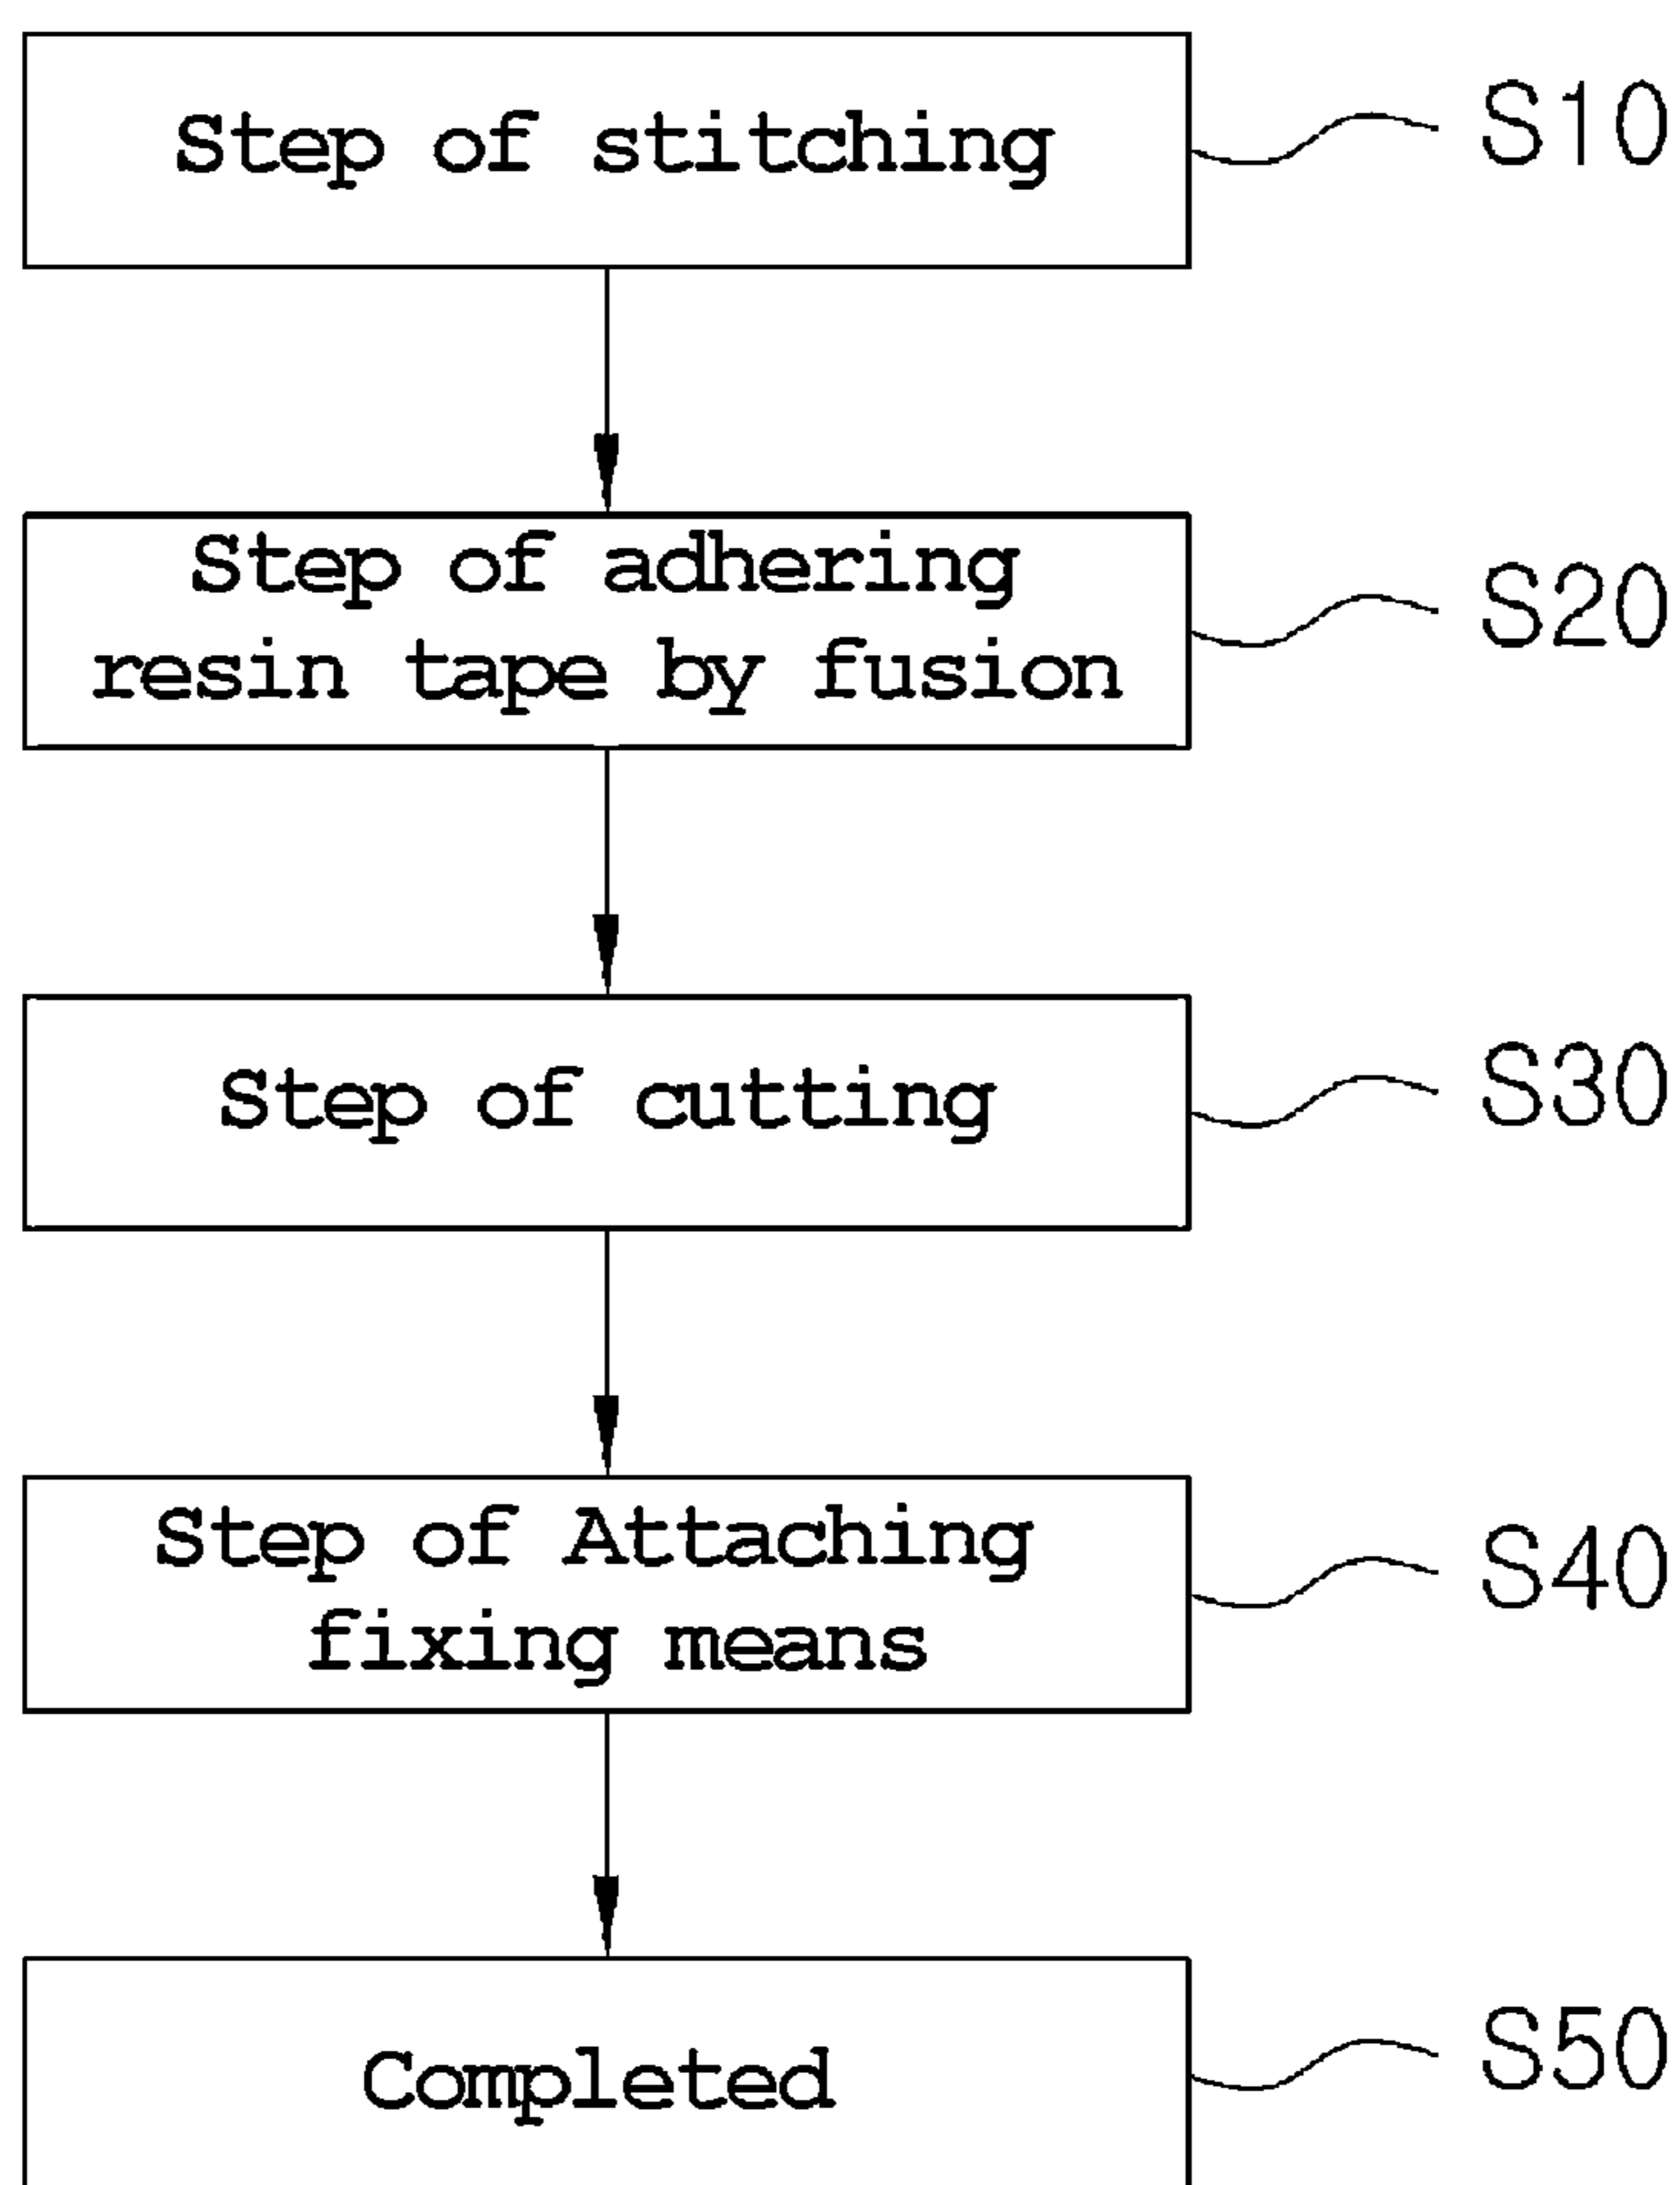 Step of stitching
S10
Step of adhering
resin tape by fusion
S20
Step of cutting
S30
Step of Attaching
fixing means
S40
Completed
S50